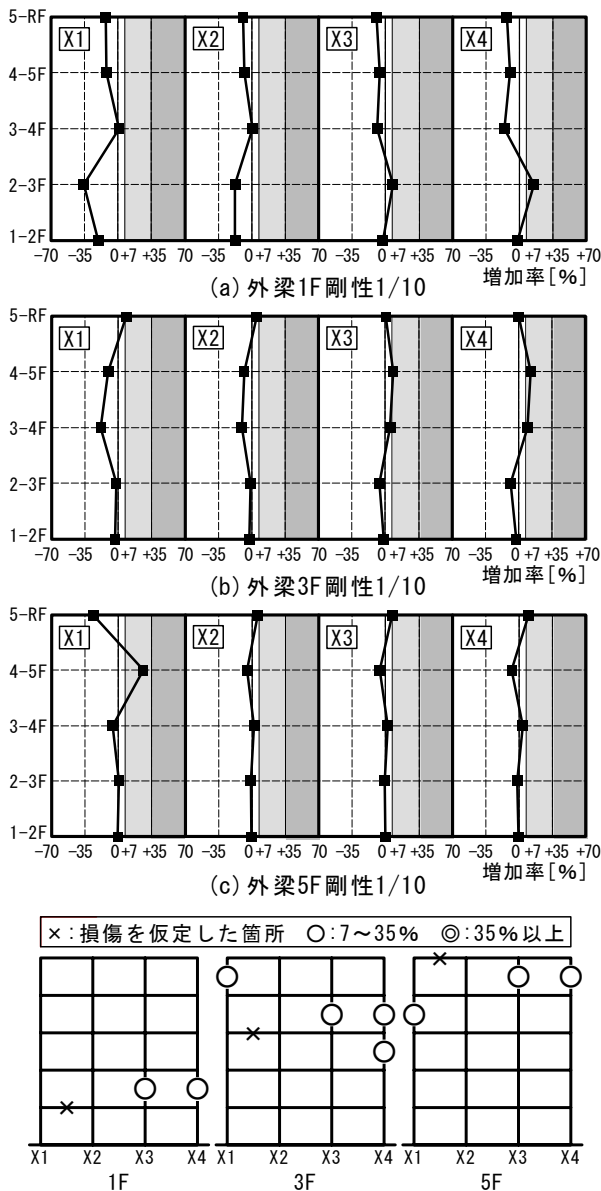 5-RF
X1 X2 X3 X4
4-5F
3-4F
2-3F
1-2F
-70 -35 0 +7 +35 70 -35 0 +7 +35 70 -35 0 +7 +35 70 -35 0 +7 +35 +70
(a) 外梁1F剛性1/10 増加率[%]
5-RF
X1 X2 X3 X4
4-5F
3-4F
2-3F
1-2F
-70 -35 0 +7 +35 70 -35 0 +7 +35 70 -35 0 +7 +35 70 -35 0 +7 +35 +70
(b) 外梁3F剛性1/10 増加率[%]
5-RF
X1 X2 X3 X4
4-5F
3-4F
2-3F
1-2F
-70 -35 0 +7 +35 70 -35 0 +7 +35 70 -35 0 +7 +35 70 -35 0 +7 +35 +70
(c) 外梁5F剛性1/10 増加率[%]
×:損傷を仮定した箇所 ○:7～35% ◎:35%以上
X1 X2 X3 X4 X1 X2 X3 X4 X1 X2 X3 X4
1F 3F 5F